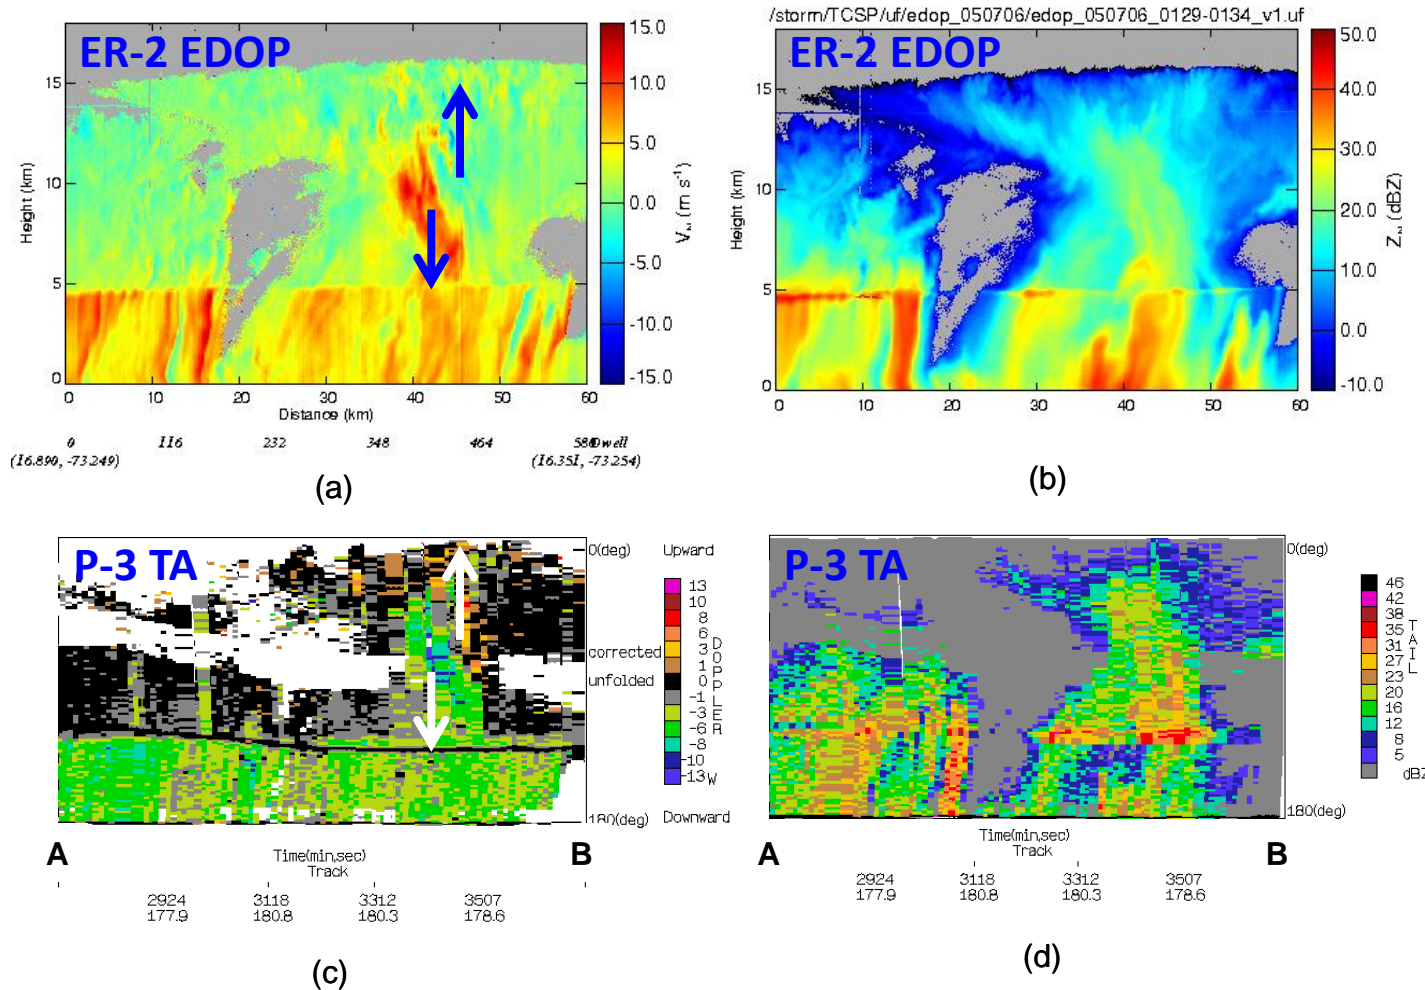 /storm/TCSP/uf/edop_050706/edop_050706_0129-0134_v1.uf
ER-2 EDOP
15
10
5
0
Height (km)
0 10 20 30 40 50 60
Distance (km)
0 116 232 348 464 580 Dwell
(16.890, -73.249) (16.351, -73.254)
15.0
10.0
5.0
0.0
-5.0
-10.0
-15.0
(m s⁻¹)
(a)
ER-2 EDOP
15
10
5
0
Height (km)
0 10 20 30 40 50 60
50.0
40.0
30.0
20.0
10.0
0.0
-10.0
(dBZ)
(b)
P-3 TA
0(deg)
corrected
unfolded
180(deg)
Upward
13
10
8
6
3
1
0
-1
-3
-6
-8
-10
-13 W
DOPPLER
Downward
A B
Time(min,sec)
Track
2924 3118 3312 3507
177.9 180.8 180.3 178.6
(c)
P-3 TA
0(deg)
180(deg)
46
42
38
35
31
27
23
20
16
12
8
5
dBZ
TAIL
A B
Time(min,sec)
Track
2924 3118 3312 3507
177.9 180.8 180.3 178.6
(d)